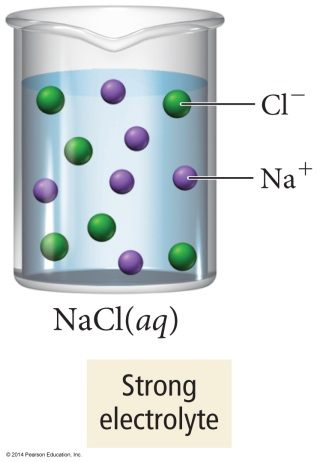 Cl⁻
Na⁺
NaCl(aq)
Strong
electrolyte
© 2014 Pearson Education, Inc.